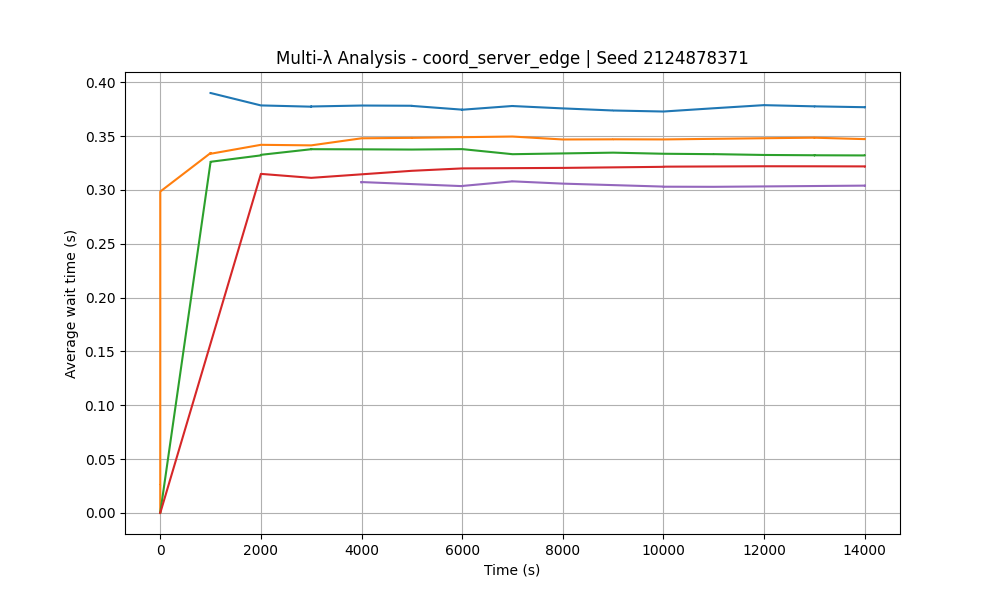 Multi-λ Analysis - coord_server_edge | Seed 2124878371
Average wait time (s)
0.40
0.35
0.30
0.25
0.20
0.15
0.10
0.05
0.00
0 2000 4000 6000 8000 10000 12000 14000
Time (s)